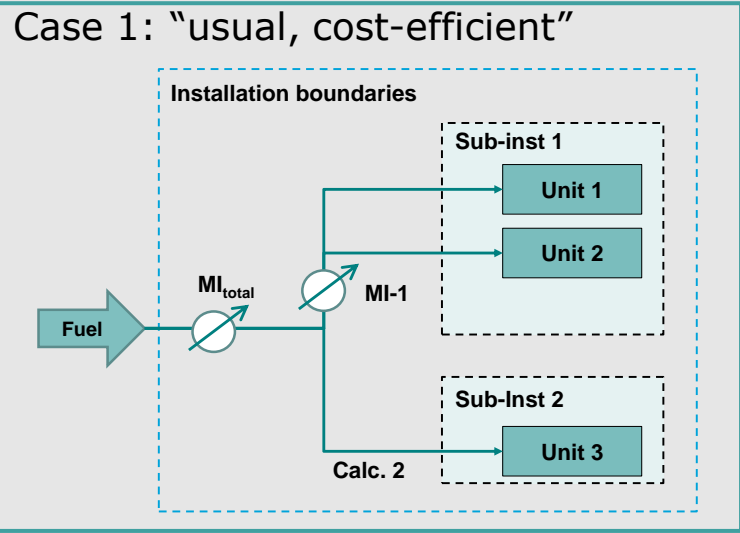 Case 1: “usual, cost-efficient”
Installation boundaries
Sub-inst 1
Unit 1
Unit 2
MItotal
MI-1
Fuel
Sub-Inst 2
Unit 3
Calc. 2